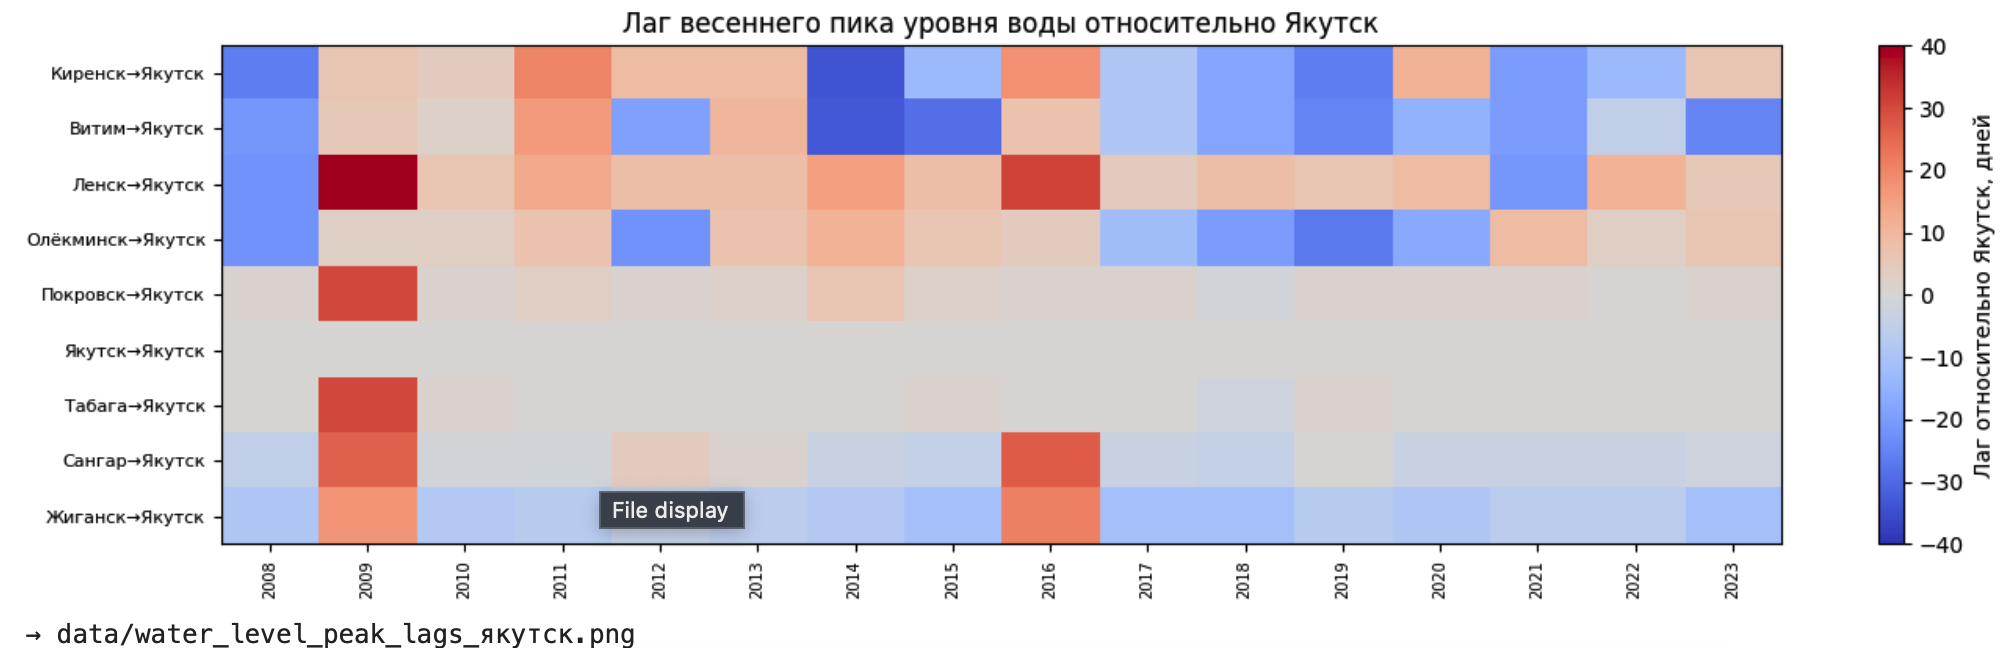 Лаг весеннего пика уровня воды относительно Якутск
Киренск→Якутск
Витим→Якутск
Ленск→Якутск
Олёкминск→Якутск
Покровск→Якутск
Якутск→Якутск
Табага→Якутск
Сангар→Якутск
Жиганск→Якутск
File display
2008 2009 2010 2011 2012 2013 2014 2015 2016 2017 2018 2019 2020 2021 2022 2023
40
30
20
10
0
−10
−20
−30
−40
Лаг относительно Якутск, дней
→ data/water_level_peak_lags_якутск.png